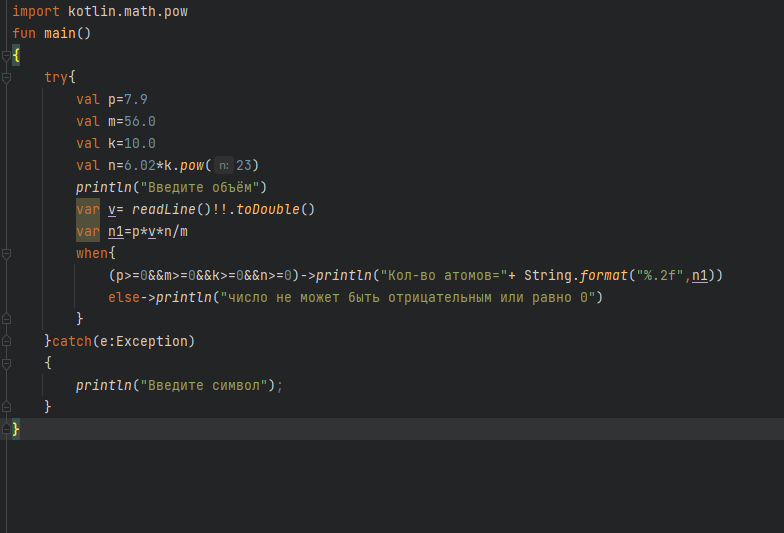 import kotlin.math.pow
fun main()
{
    try{
        val p=7.9
        val m=56.0
        val k=10.0
        val n=6.02*k.pow( n: 23)
        println("Введите объём")
        var v= readLine()!!.toDouble()
        var n1=p*v*n/m
        when{
            (p>=0&&m>=0&&k>=0&&n>=0)->println("Кол-во атомов="+ String.format("%.2f",n1))
            else->println("число не может быть отрицательным или равно 0")
        }
    }catch(e:Exception)
    {
        println("Введите символ");
    }
}